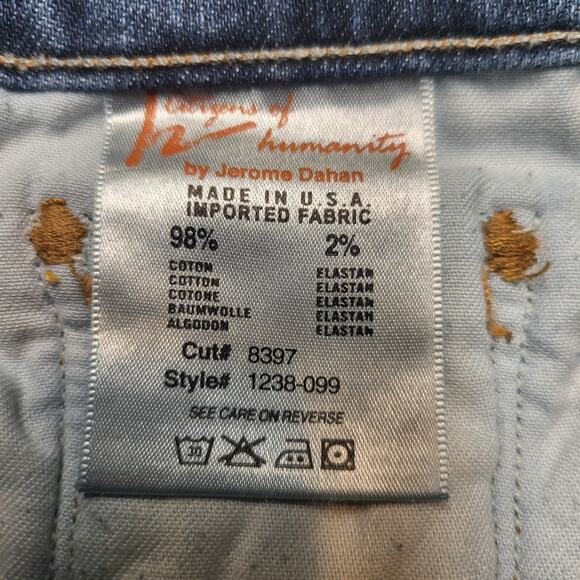 citizens of
humanity
by Jerome Dahan
MADE IN U.S.A.
IMPORTED FABRIC
98% 2%
COTON ELASTAN
COTTON ELASTAN
COTONE ELASTAN
BAUMWOLLE ELASTAN
ALGODON ELASTAN
Cut# 8397
Style# 1238-099
SEE CARE ON REVERSE
30